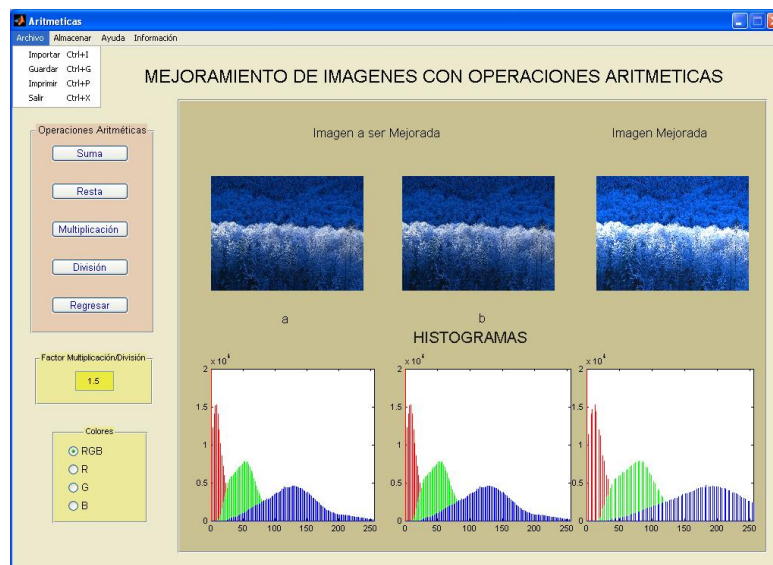 Aritmeticas
Archivo Almacenar Ayuda Información
Importar Ctrl+I
Guardar Ctrl+G
Imprimir Ctrl+P
Salir Ctrl+X
MEJORAMIENTO DE IMAGENES CON OPERACIONES ARITMETICAS
Operaciones Aritméticas
Suma
Resta
Multiplicación
División
Regresar
Factor Multiplicación/División
1.5
Colores
RGB
R
G
B
Imagen a ser Mejorada Imagen Mejorada
a b
HISTOGRAMAS
x 10⁴ x 10⁴ x 10⁴
2 2 2
1.5 1.5 1.5
1 1 1
0.5 0.5 0.5
0 0 0
0 50 100 150 200 250 0 50 100 150 200 250 0 50 100 150 200 250